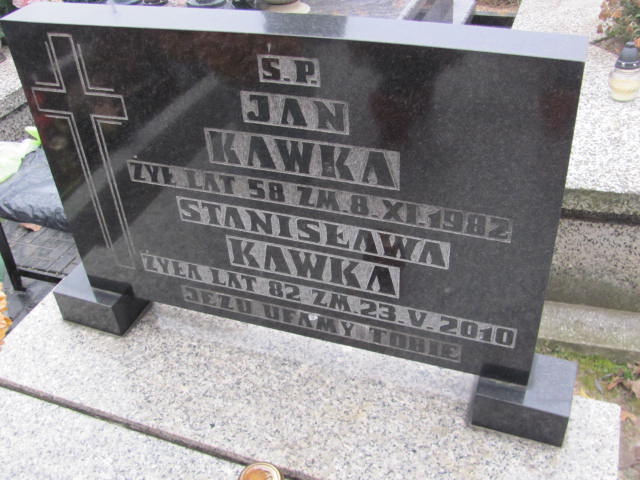 Ś.P.
JAN
KAWKA
ŻYŁ LAT 58 ZM.8.XI.1982
STANISŁAWA
KAWKA
ŻYŁA LAT 82 ZM.23.V.2010
JEZU UFAMY TOBIE